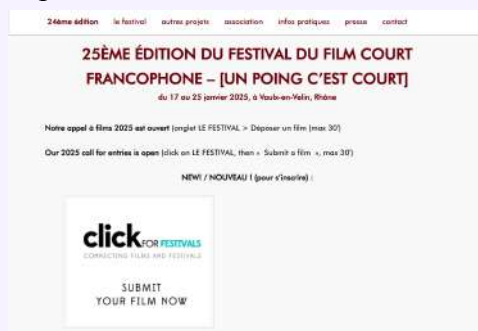 24ème édition le festival autres projets association infos pratiques presse contact
25ÈME ÉDITION DU FESTIVAL DU FILM COURT
FRANCOPHONE – [UN POING C'EST COURT]
du 17 au 25 janvier 2025, à Vaulx-en-Velin, Rhône
Notre appel à films 2025 est ouvert (onglet LE FESTIVAL > Déposer un film (max 30')
Our 2025 call for entries is open (click on LE FESTIVAL, then « Submit a film », max 30')
NEW! / NOUVEAU ! (pour s'inscrire) :
click FOR FESTIVALS
CONNECTING FILMS AND FESTIVALS
SUBMIT
YOUR FILM NOW